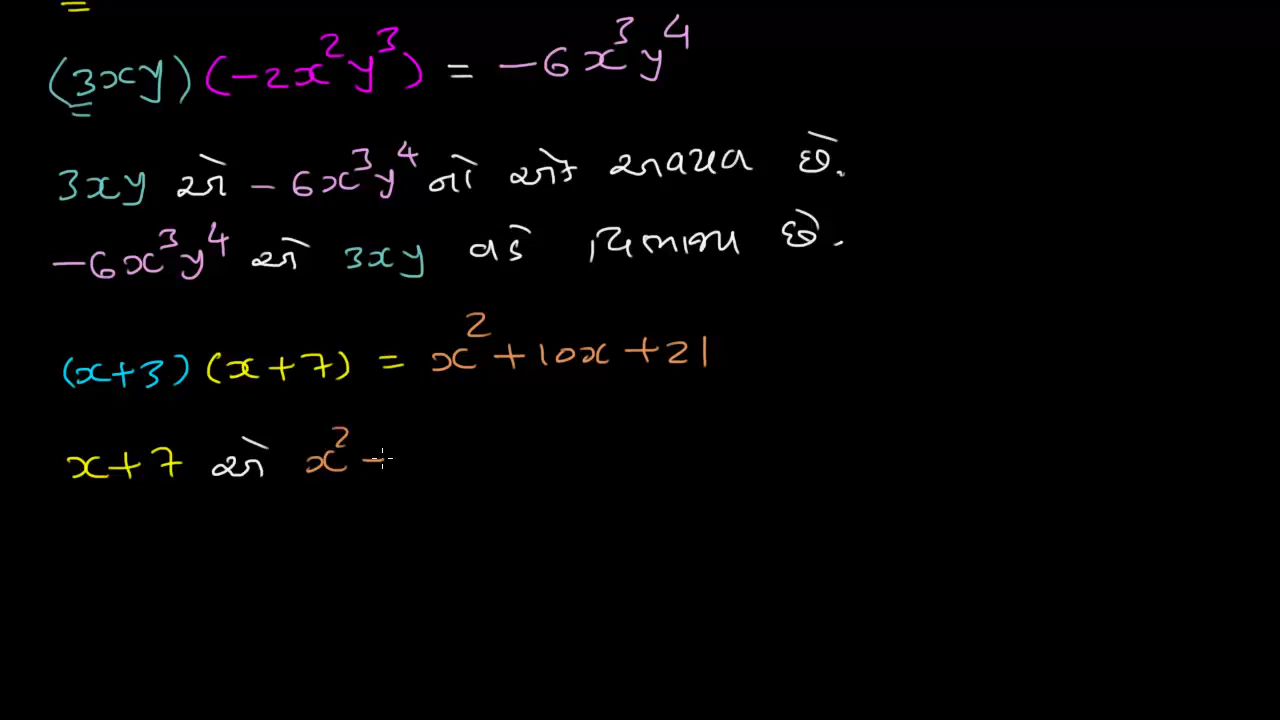 (3xy)(-2x²y³) = -6x³y⁴
3xy એ -6x³y⁴ નો એક અવયવ છે.
-6x³y⁴ એ 3xy વડે વિભાજ્ય છે.
(x+3)(x+7) = x²+10x+21
x+7 એ x² -